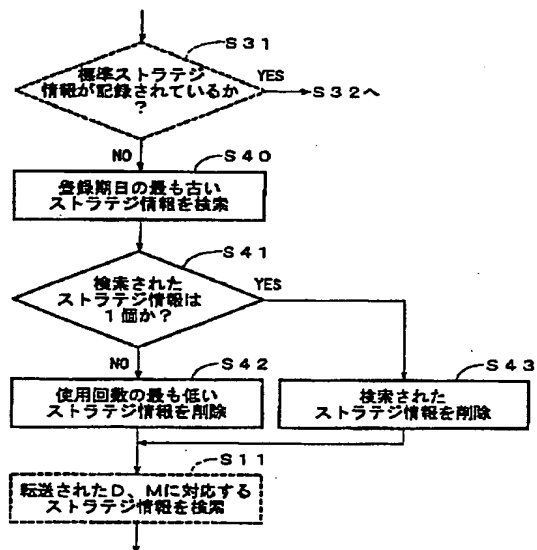 S31
標準ストラテジ
情報が記録されているか
?
YES
S32へ
NO
S40
登録期日の最も古い
ストラテジ情報を検索
S41
検索された
ストラテジ情報は
1個か?
YES
NO
S42
使用回数の最も低い
ストラテジ情報を削除
S43
検索された
ストラテジ情報を削除
S11
転送されたD、Mに対応する
ストラテジ情報を検索